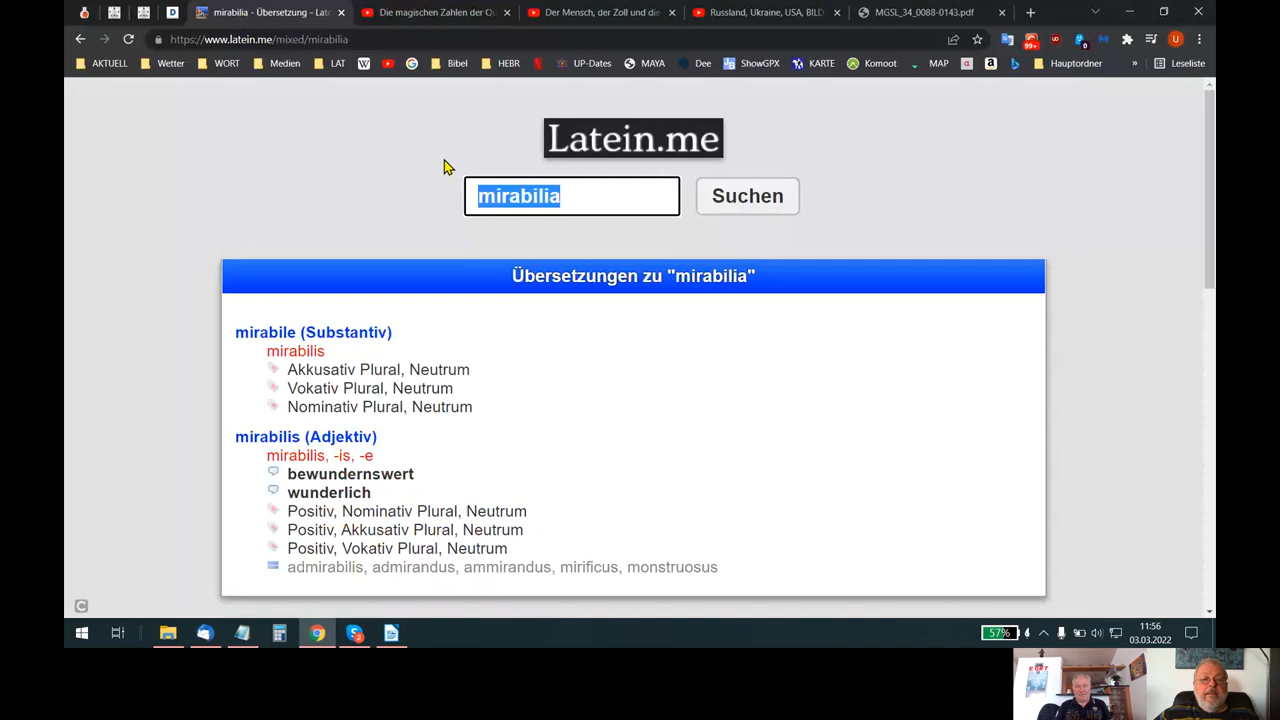 mirabilia - Übersetzung - Late
Die magischen Zahlen der Qu
Der Mensch, der Zoll und die
Russland, Ukraine, USA, BILD
MGSL_34_0088-0143.pdf
https://www.latein.me/mixed/mirabilia
99+
0
U
AKTUELL
Wetter
WORT
Medien
LAT
Bibel
HEBR
UP-Dates
MAYA
Dee
ShowGPX
KARTE
Komoot
MAP
Hauptordner
»
Leseliste
Latein.me
mirabilia
Suchen
Übersetzungen zu "mirabilia"
mirabile (Substantiv)
mirabilis
Akkusativ Plural, Neutrum
Vokativ Plural, Neutrum
Nominativ Plural, Neutrum
mirabilis (Adjektiv)
mirabilis, -is, -e
bewundernswert
wunderlich
Positiv, Nominativ Plural, Neutrum
Positiv, Akkusativ Plural, Neutrum
Positiv, Vokativ Plural, Neutrum
admirabilis, admirandus, ammirandus, mirificus, monstruosus
57%
11:56
03.03.2022